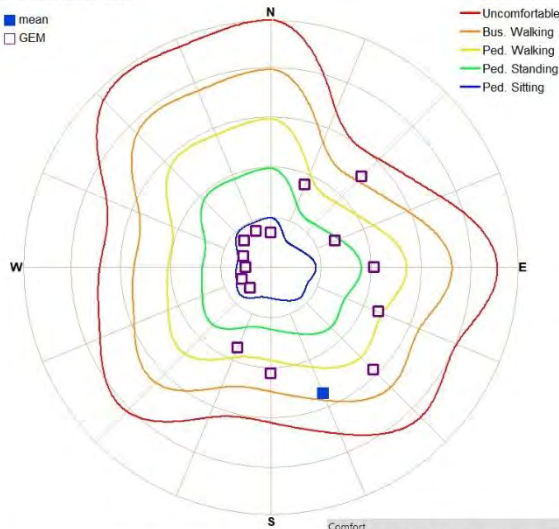 N
mean
GEM
Uncomfortable
Bus. Walking
Ped. Walking
Ped. Standing
Ped. Sitting
W
E
S
Comfort